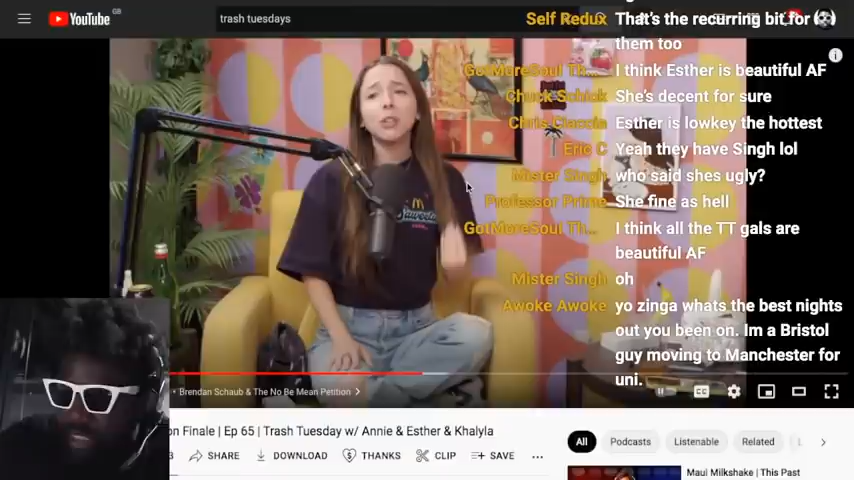 YouTube GB
trash tuesdays
Self Redux That's the recurring bit for
them too
GotMoreSoul Th... I think Esther is beautiful AF
Chuck Schick She's decent for sure
Chris Ciaccia Esther is lowkey the hottest
Eric C Yeah they have Singh lol
Mister Singh who said shes ugly?
Professor Prime She fine as hell
GotMoreSoul Th... I think all the TT gals are
beautiful AF
Mister Singh oh
Awoke Awoke yo zinga whats the best nights
out you been on. Im a Bristol
guy moving to Manchester for
uni.
• Brendan Schaub & The No Be Mean Petition >
on Finale | Ep 65 | Trash Tuesday w/ Annie & Esther & Khalyla
3 SHARE DOWNLOAD THANKS CLIP SAVE ...
All Podcasts Listenable Related
Maui Milkshake | This Past